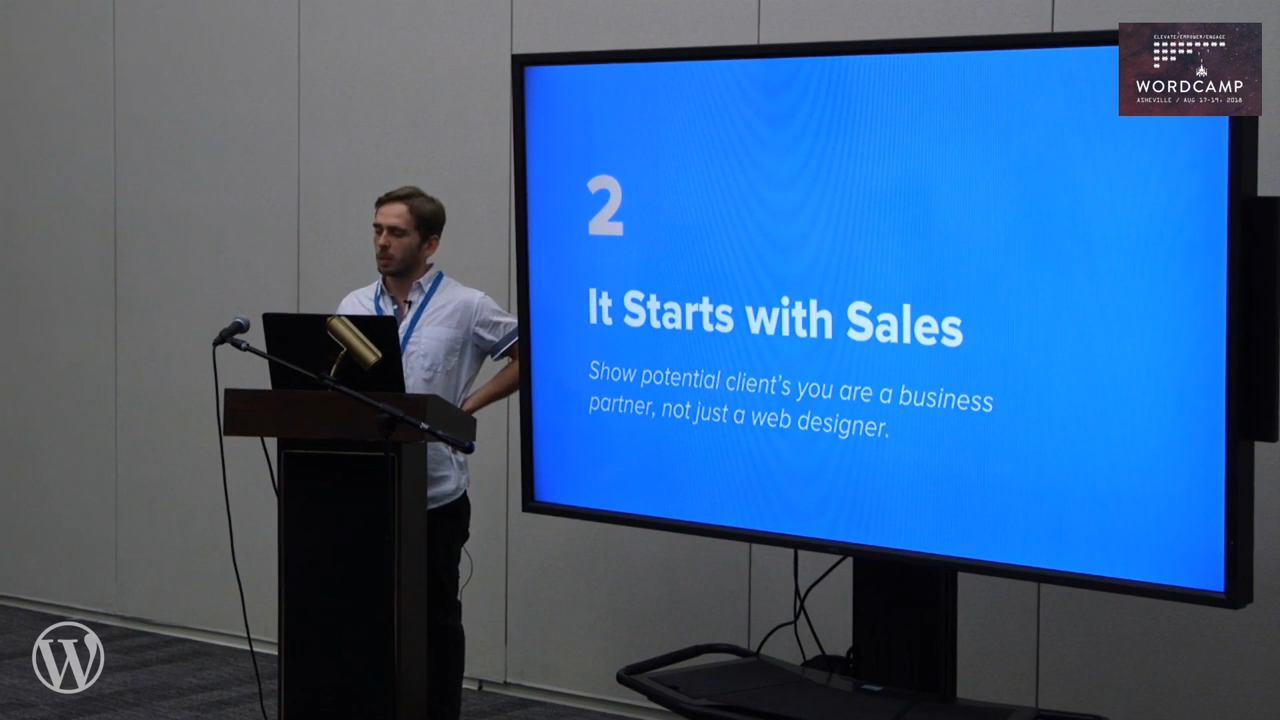 ELEVATE/EMPOWER/ENGAGE
WORDCAMP
ASHEVILLE / AUG 17-19, 2018
2
It Starts with Sales
Show potential client's you are a business
partner, not just a web designer.
W